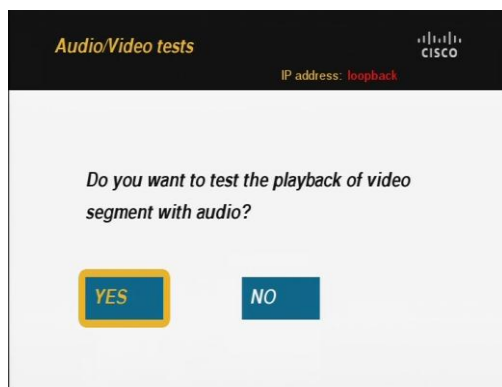 Audio/Video tests
CISCO
IP address: loopback
Do you want to test the playback of video
segment with audio?
YES
NO